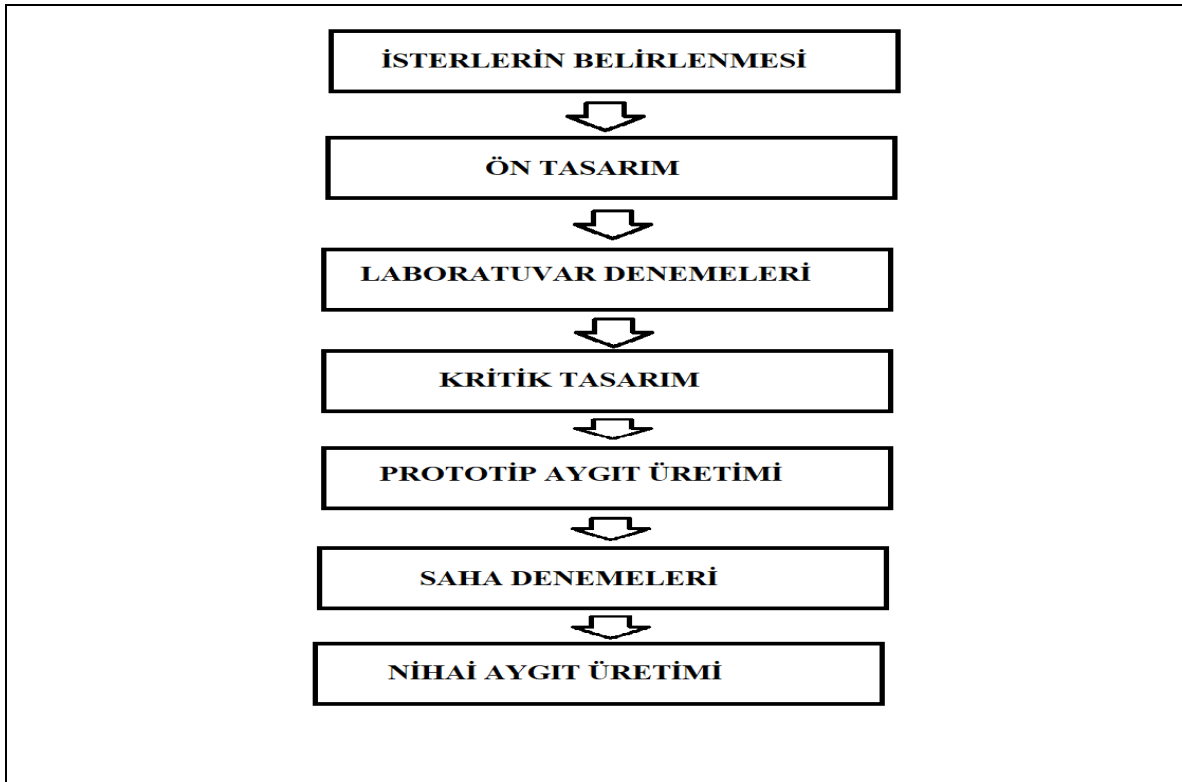 İSTERLERİN BELİRLENMESİ
ÖN TASARIM
LABORATUVAR DENEMELERİ
KRİTİK TASARIM
PROTOTİP AYGIT ÜRETİMİ
SAHA DENEMELERİ
NİHAİ AYGIT ÜRETİMİ